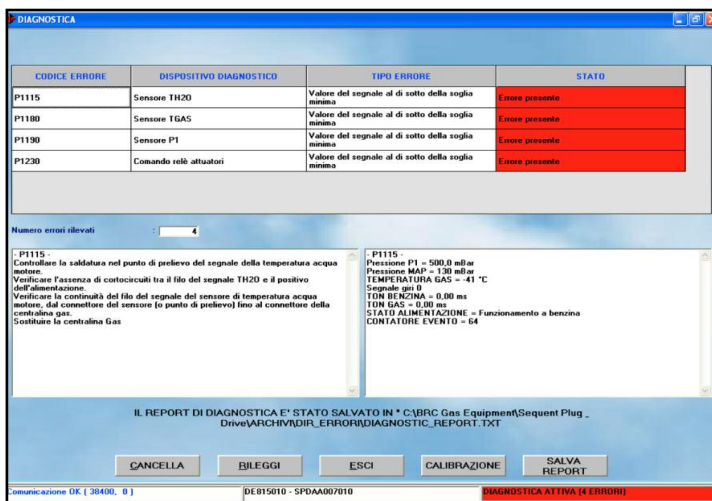 DIAGNOSTICA
CODICE ERRORE DISPOSITIVO DIAGNOSTICO TIPO ERRORE STATO
P1115 Sensore TH2O Valore del segnale al di sotto della soglia minima Errore presente
P1180 Sensore TGAS Valore del segnale al di sotto della soglia minima Errore presente
P1190 Sensore P1 Valore del segnale al di sotto della soglia minima Errore presente
P1230 Comando relè attuatori Valore del segnale al di sotto della soglia minima Errore presente
Numero errori rilevati : 4
- P1115 -
Controllare la saldatura nel punto di prelievo del segnale della temperatura acqua
motore.
Verificare l'assenza di cortocircuiti tra il filo del segnale TH2O e il positivo
dell'alimentazione.
Verificare la continuità del filo del segnale del sensore di temperatura acqua
motore, dal connettore del sensore (o punto di prelievo) fino al connettore della
centralina gas.
Sostituire la centralina Gas
- P1115 -
Pressione P1 = 500,0 mBar
Pressione MAP = 130 mBar
TEMPERATURA GAS = -41 °C
Segnale giri 0
TON BENZINA = 0,00 ms
TON GAS = 0,00 ms
STATO ALIMENTAZIONE = Funzionamento a benzina
CONTATORE EVENTO = 64
IL REPORT DI DIAGNOSTICA E' STATO SALVATO IN " C:\BRC Gas Equipment\Sequent Plug _
Drive\ARCHIVI\DIR_ERRORI\DIAGNOSTIC_REPORT.TXT
CANCELLA RILEGGI ESCI CALIBRAZIONE SALVA REPORT
Comunicazione OK ( 38400, 0 ) DE815010 - SPDAA007010 DIAGNOSTICA ATTIVA (4 ERRORI)